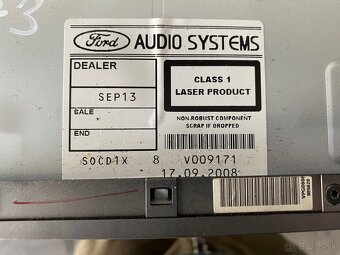 Ford AUDIO SYSTEMS
DEALER
SEP13
SALE
END
CLASS 1
LASER PRODUCT
NON-ROBUST COMPONENT
SCRAP IF DROPPED
SOCD1X 8 V009171
17.09.2008